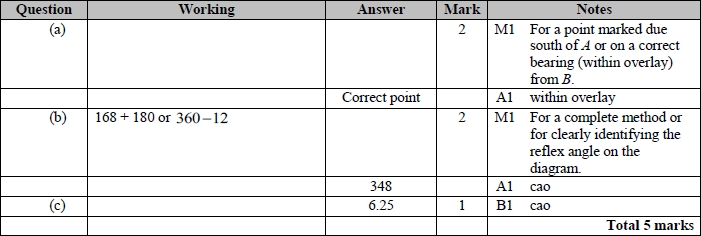 Question Working Answer Mark Notes
(a) 2 M1 For a point marked due
south of A or on a correct
bearing (within overlay)
from B.
Correct point A1 within overlay
(b) 168 + 180 or 360 – 12 2 M1 For a complete method or
for clearly identifying the
reflex angle on the
diagram.
348 A1 cao
(c) 6.25 1 B1 cao
Total 5 marks